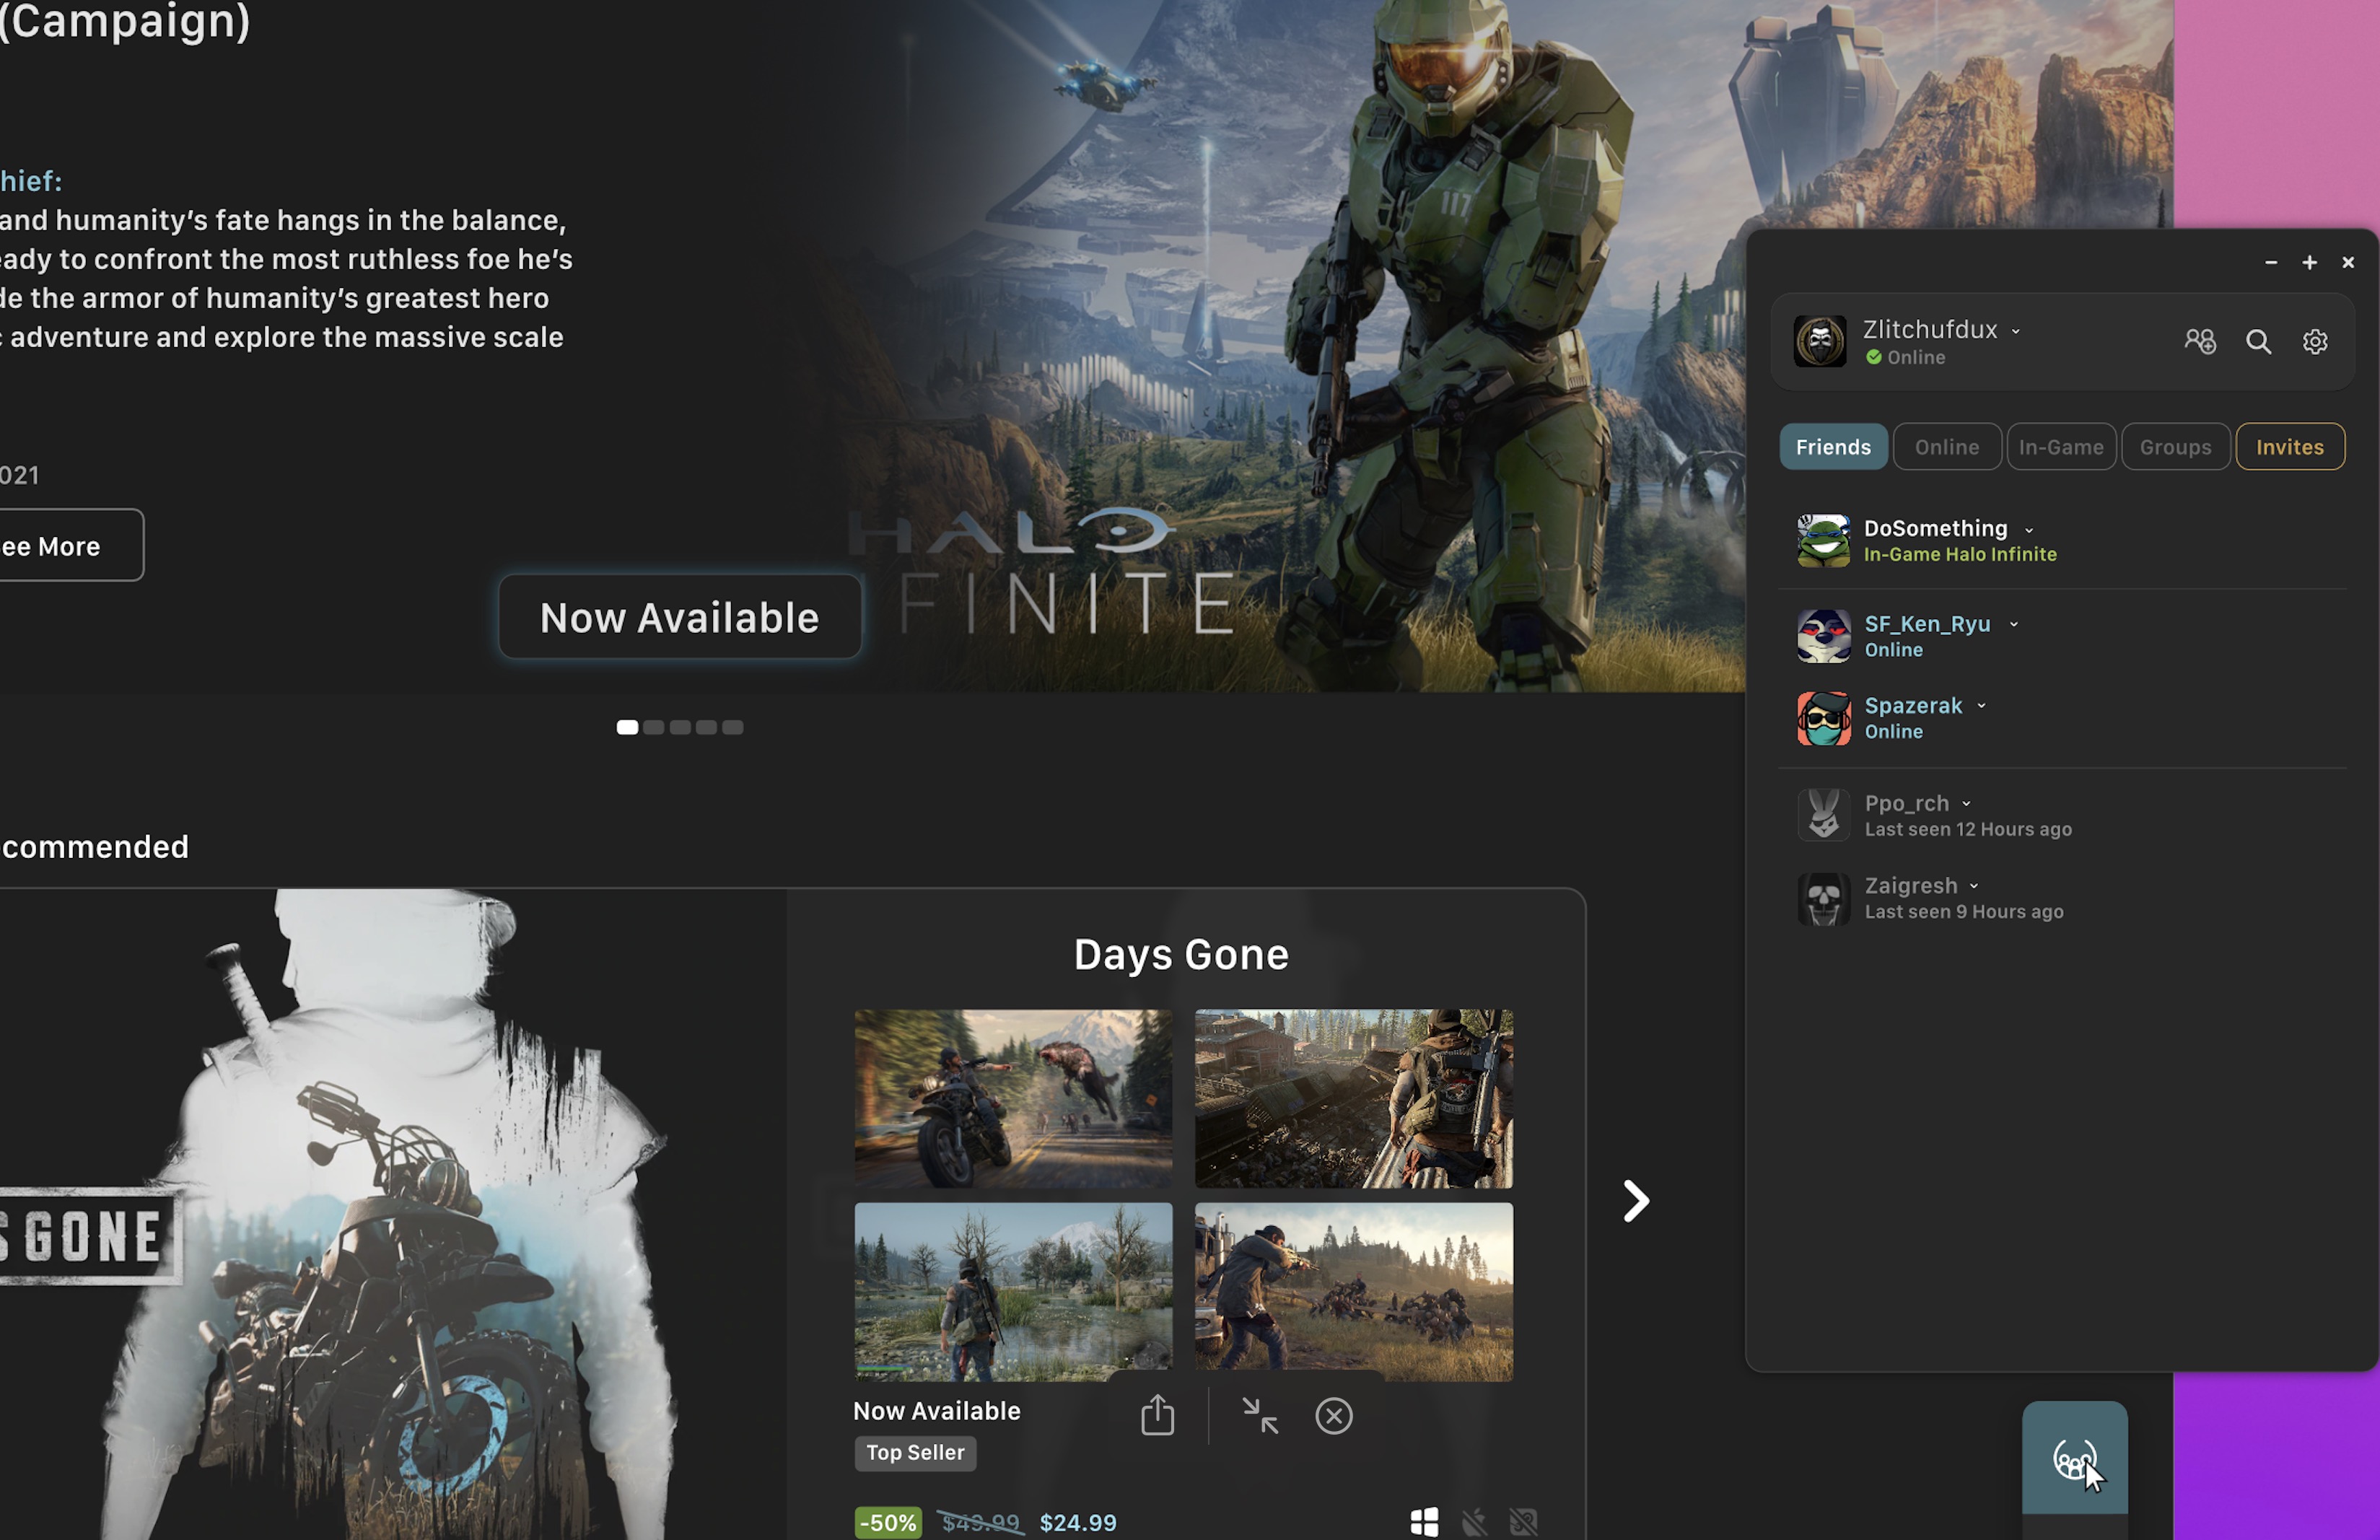 (Campaign)
hief:
and humanity's fate hangs in the balance,
eady to confront the most ruthless foe he's
de the armor of humanity's greatest hero
c adventure and explore the massive scale
021
ee More
117
HALO
FINITE
Now Available
commended
S GONE
Days Gone
Now Available
Top Seller
-50% $49.99 $24.99
Zlitchufdux
Online
Friends Online In-Game Groups Invites
DoSomething
In-Game Halo Infinite
SF_Ken_Ryu
Online
Spazerak
Online
Ppo_rch
Last seen 12 Hours ago
Zaigresh
Last seen 9 Hours ago